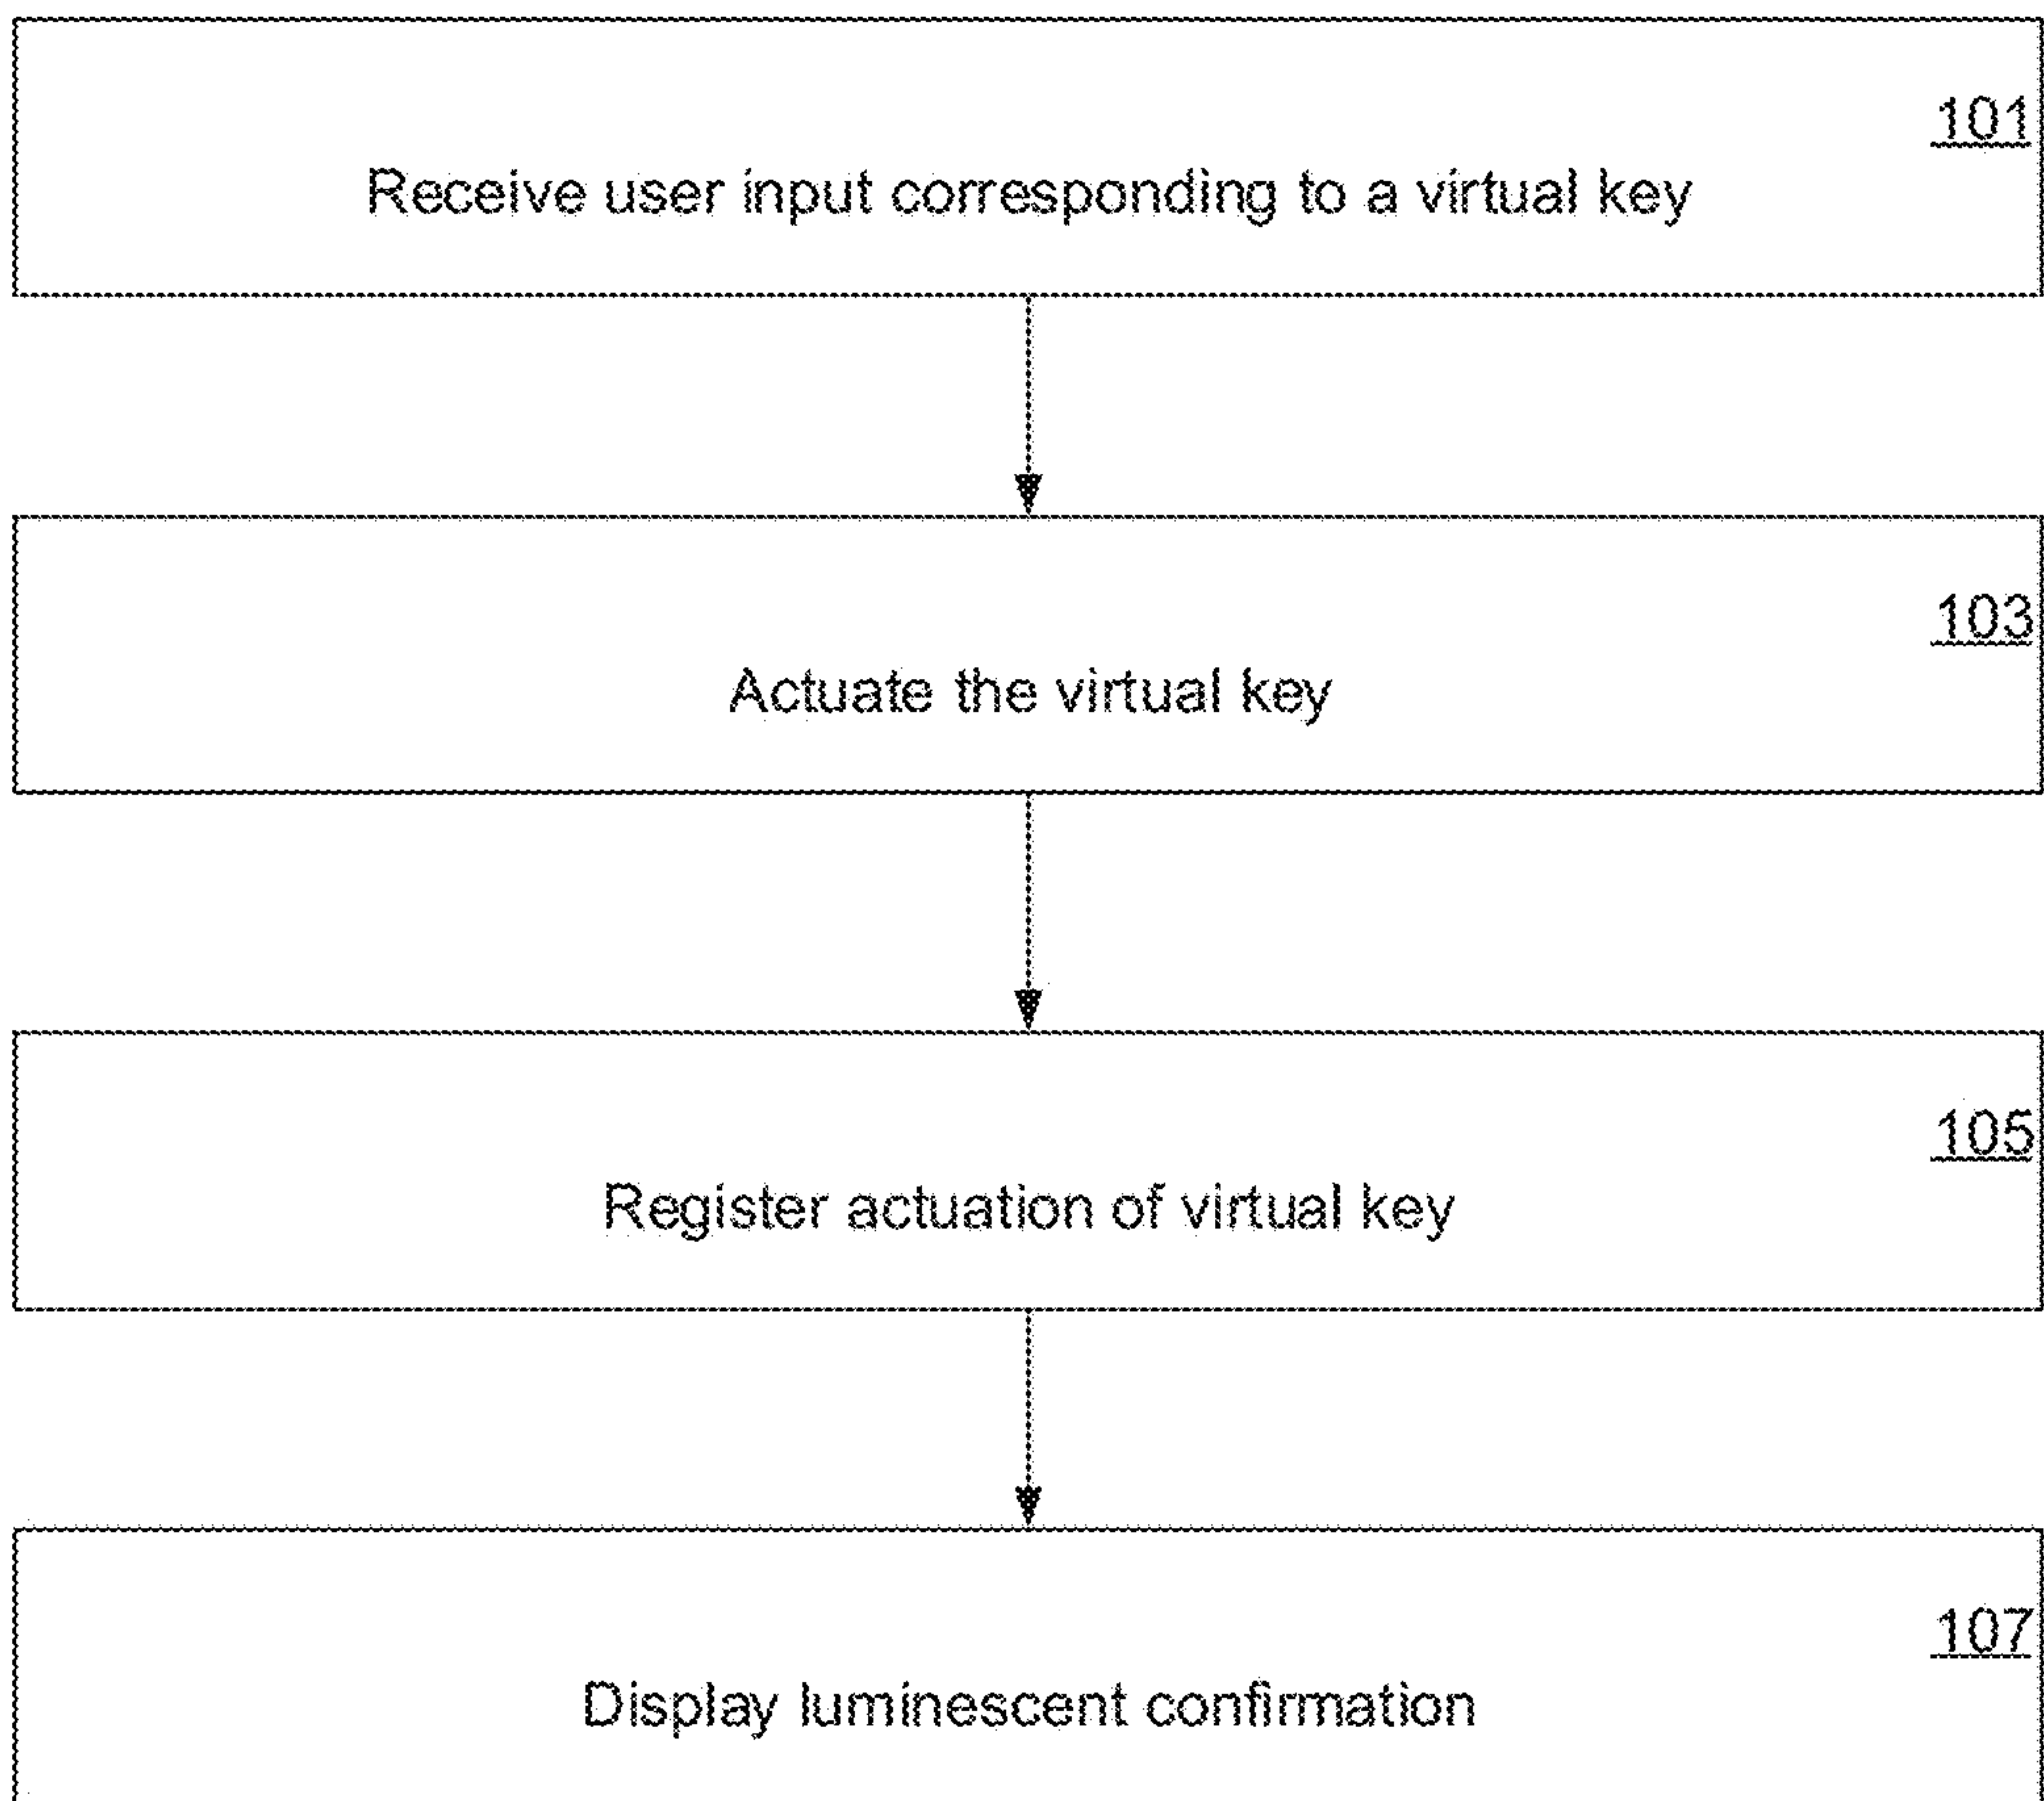 101
Receive user input corresponding to a virtual key
103
Actuate the virtual key
105
Register actuation of virtual key
107
Display luminescent confirmation